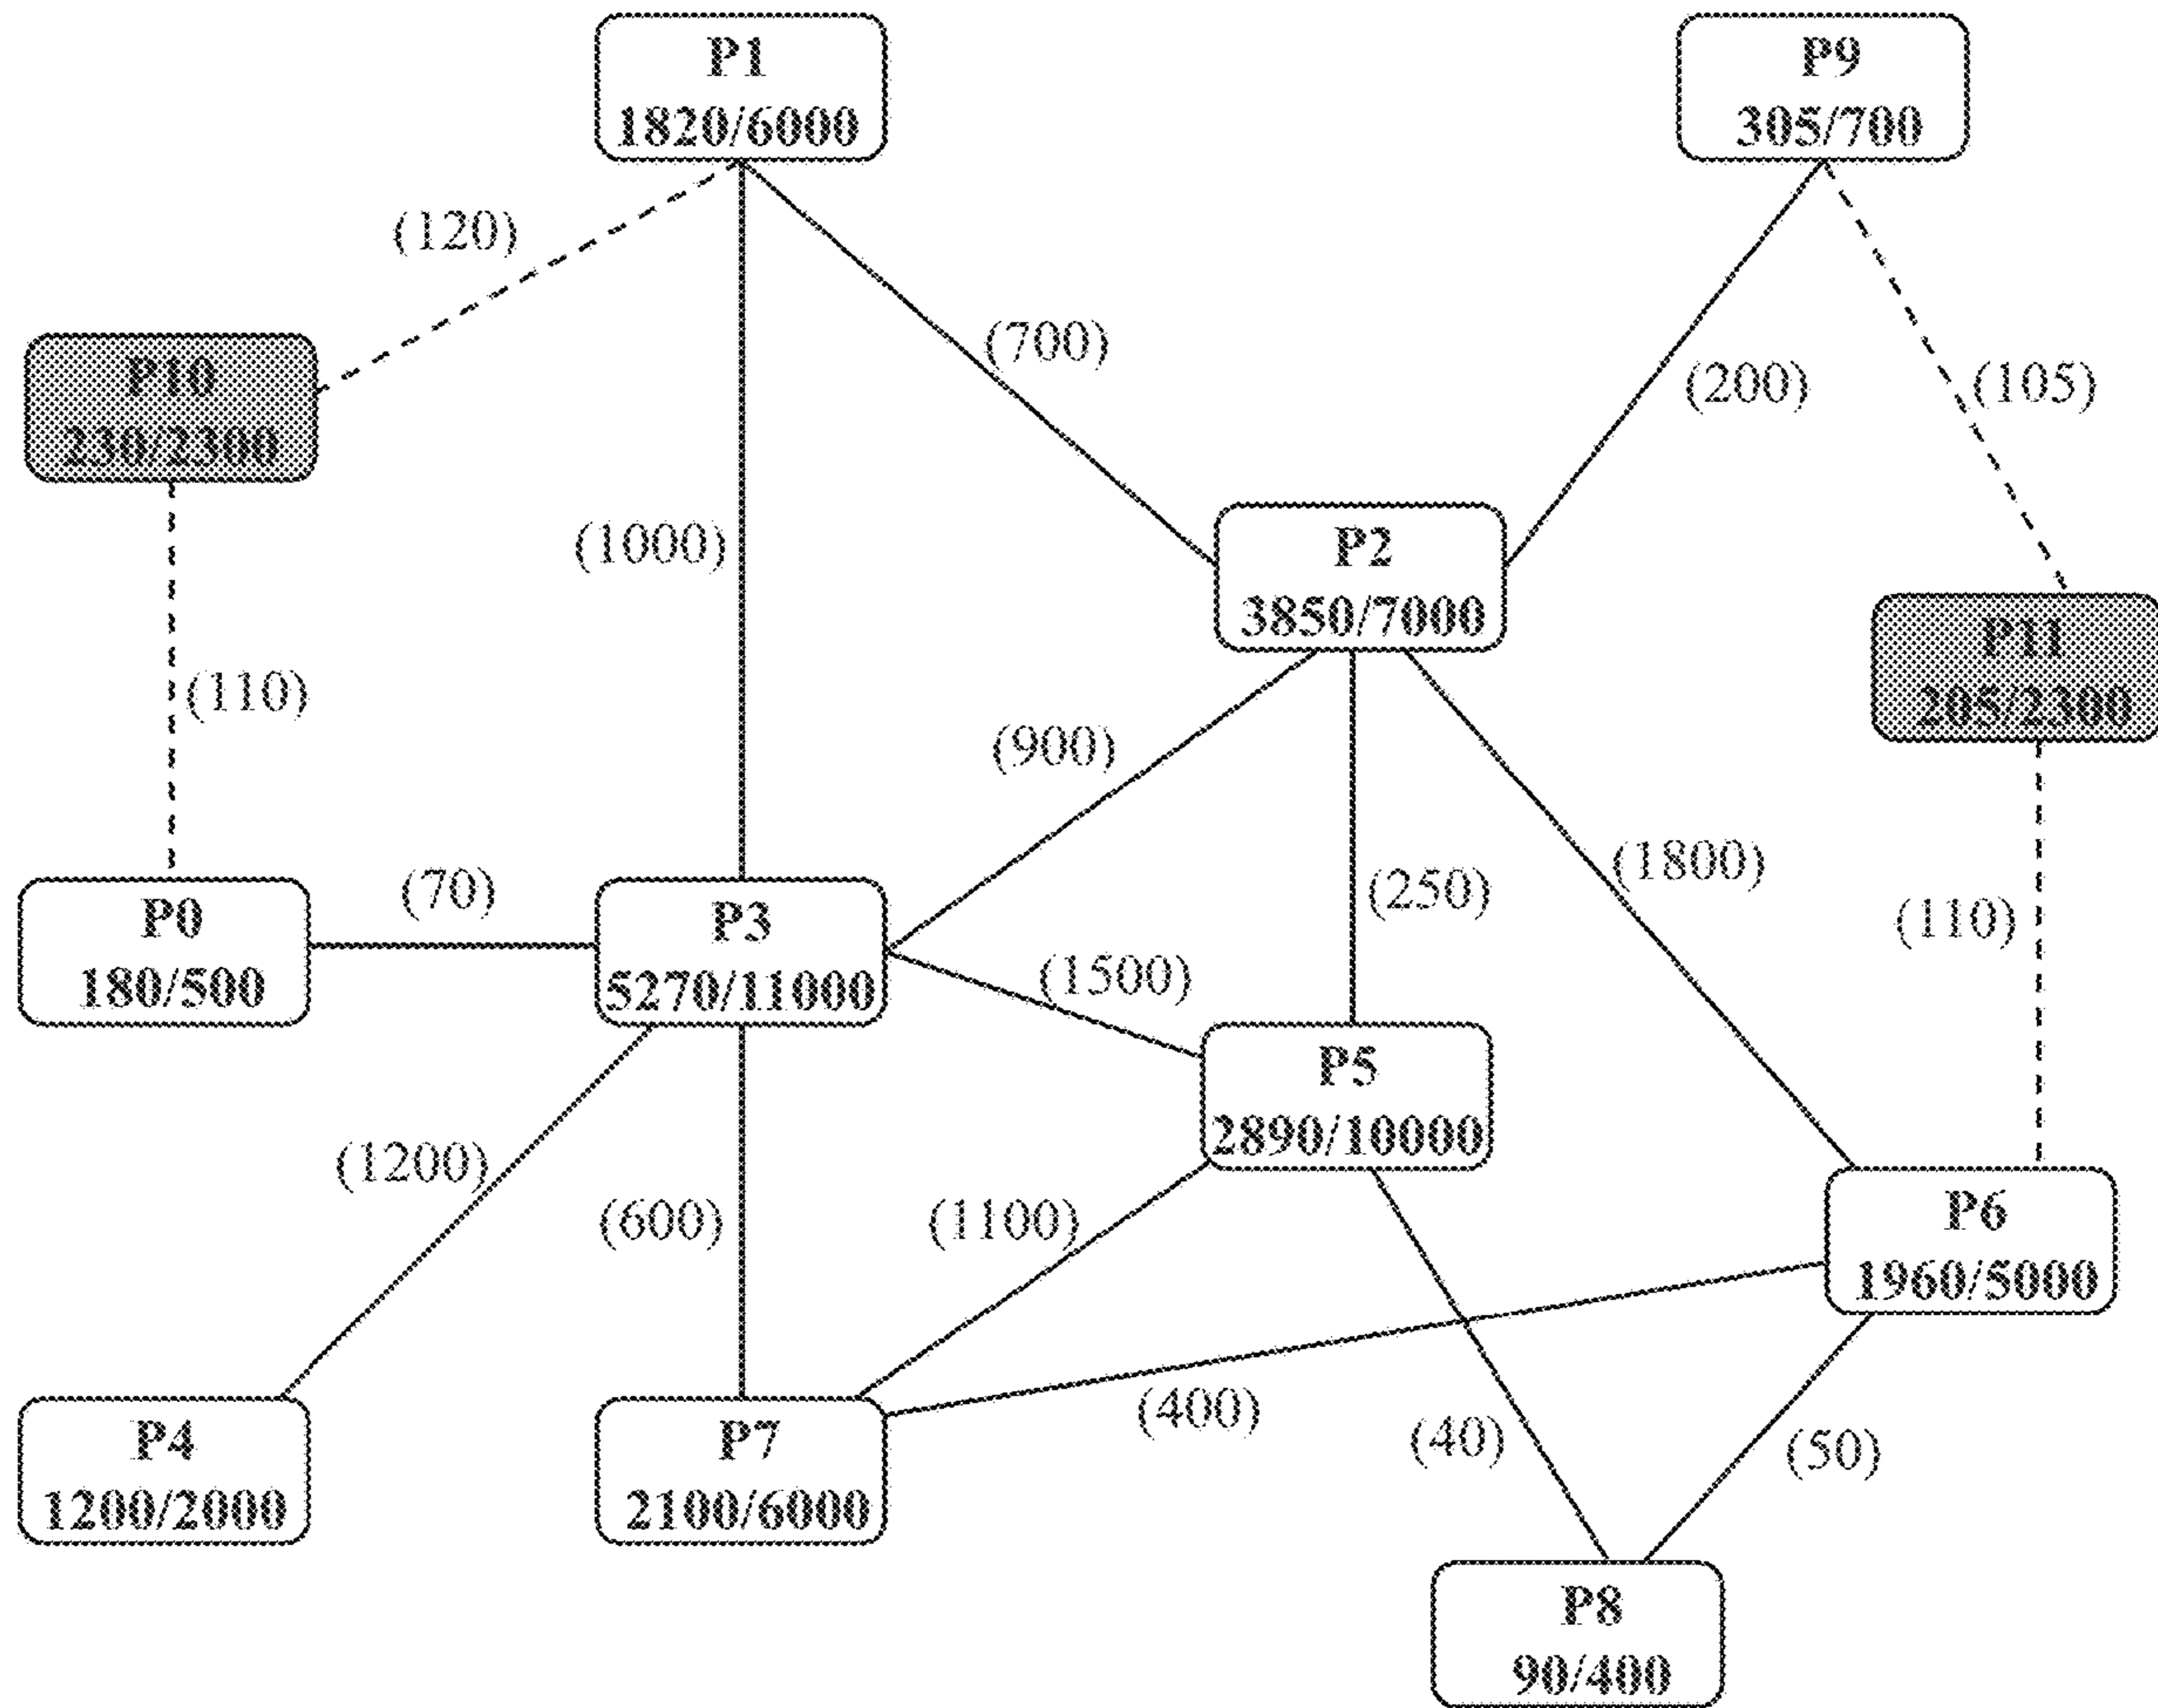 P1
1820/6000
P9
305/700
(120)
(700)
(200)
(105)
P10
230/2300
(1000)
P2
3850/7000
P11
205/2300
(110)
(900)
(250)
(1800)
(110)
P0
180/500
(70)
P3
5270/11000
(1500)
P5
2890/10000
(1200)
(600)
(1100)
P6
1960/5000
P4
1200/2000
P7
2100/6000
(400)
(40)
(50)
P8
90/400